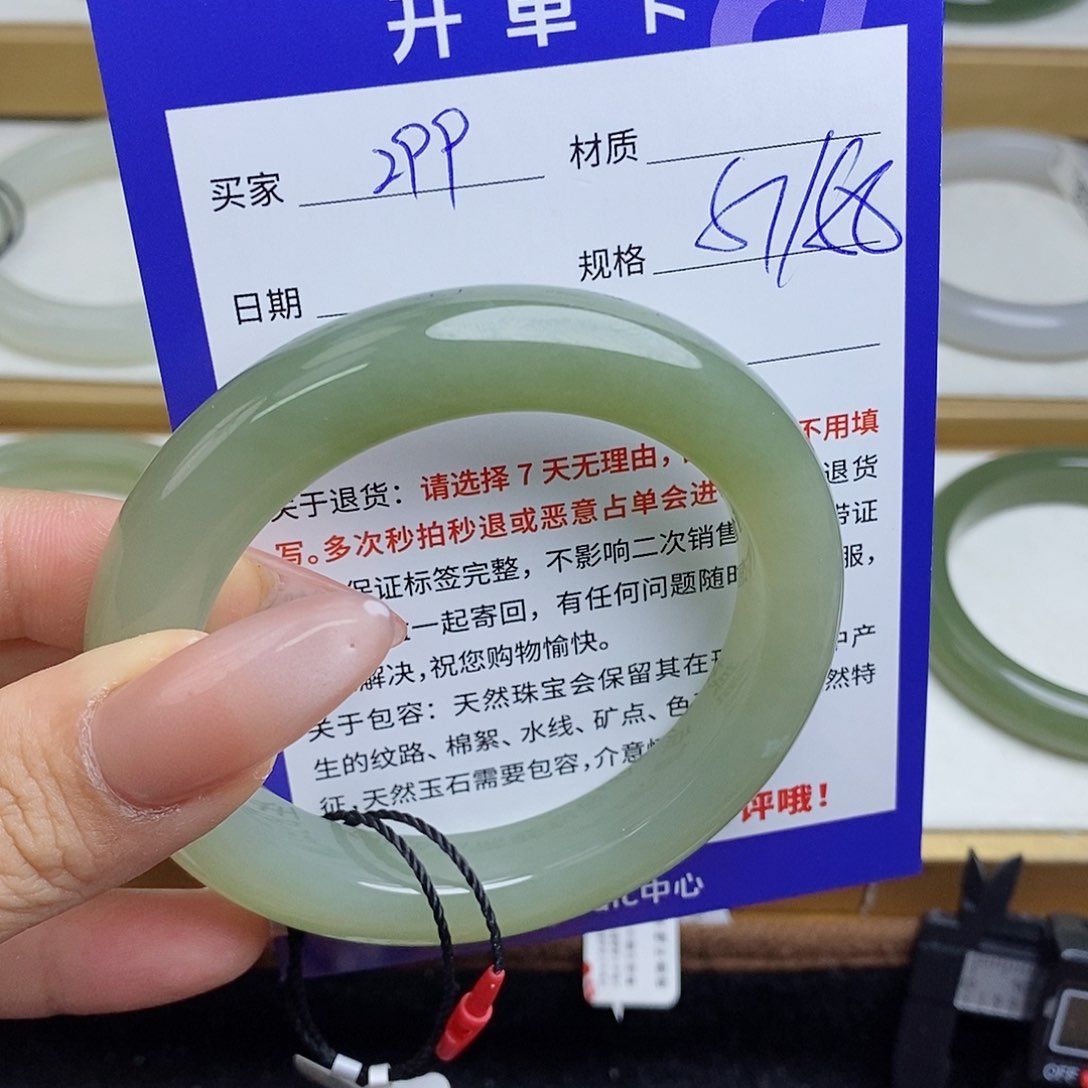 开单卡
买家 2PP 材质
规格 57/58
日期
关于退货：请选择7天无理由，不用填
写。多次秒拍秒退或恶意占单会进 退货
保证标签完整，不影响二次销售 带证
一起寄回，有任何问题随时 服，
解决，祝您购物愉快。
关于包容：天然珠宝会保留其在 中产
生的纹路、棉絮、水线、矿点、色 然特
征，天然玉石需要包容，介意
评哦！
中心
OFF